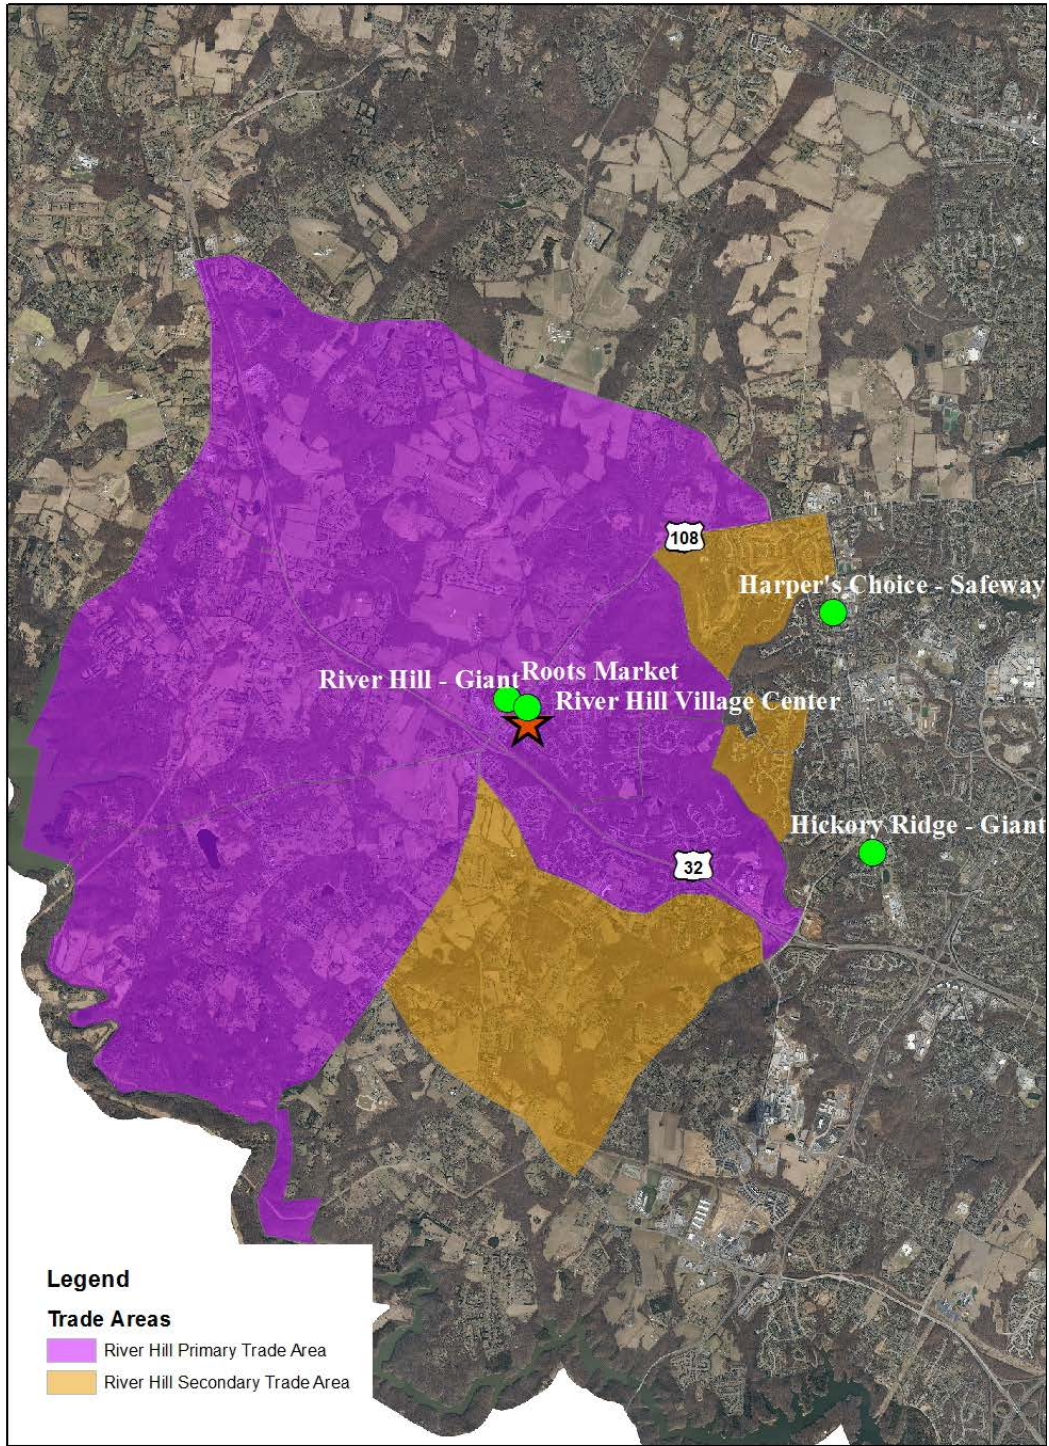 108
Harper's Choice - Safeway
River Hill - Giant
Roots Market
River Hill Village Center
Hickory Ridge - Giant
32
Legend
Trade Areas
River Hill Primary Trade Area
River Hill Secondary Trade Area